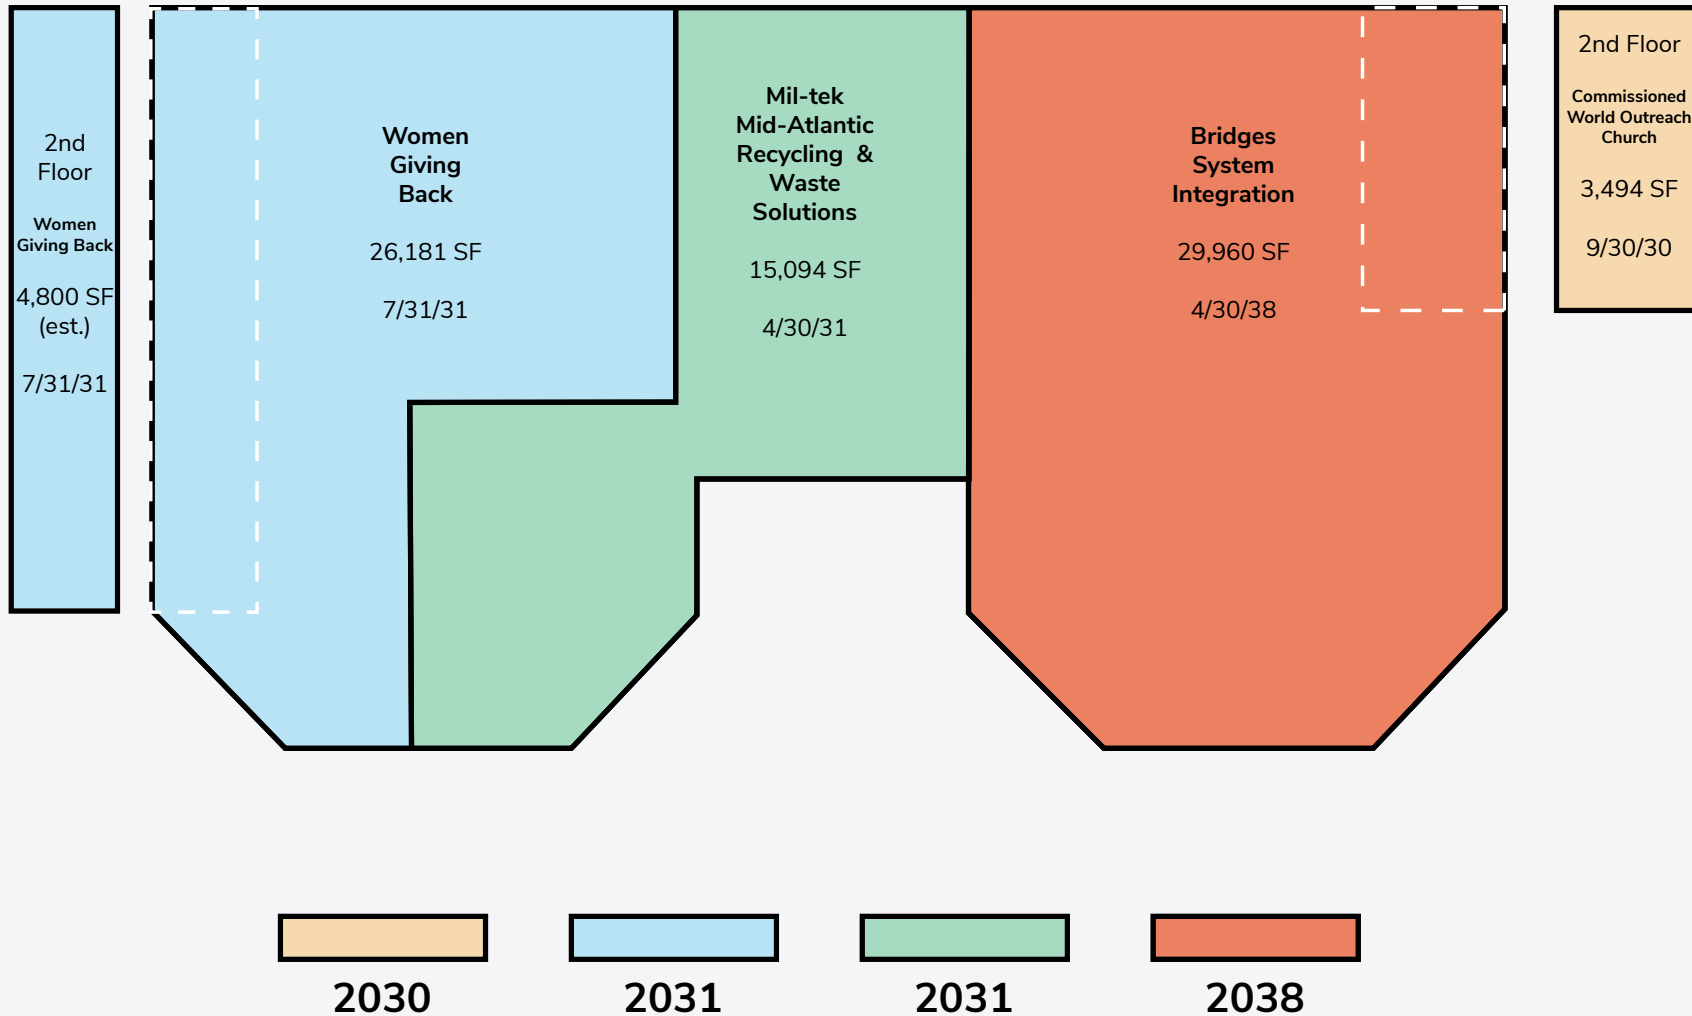 2nd
Floor
Women
Giving Back
4,800 SF
(est.)
7/31/31
Women
Giving
Back
26,181 SF
7/31/31
Mil-tek
Mid-Atlantic
Recycling &
Waste
Solutions
15,094 SF
4/30/31
Bridges
System
Integration
29,960 SF
4/30/38
2nd Floor
Commissioned
World Outreach
Church
3,494 SF
9/30/30
2030
2031
2031
2038